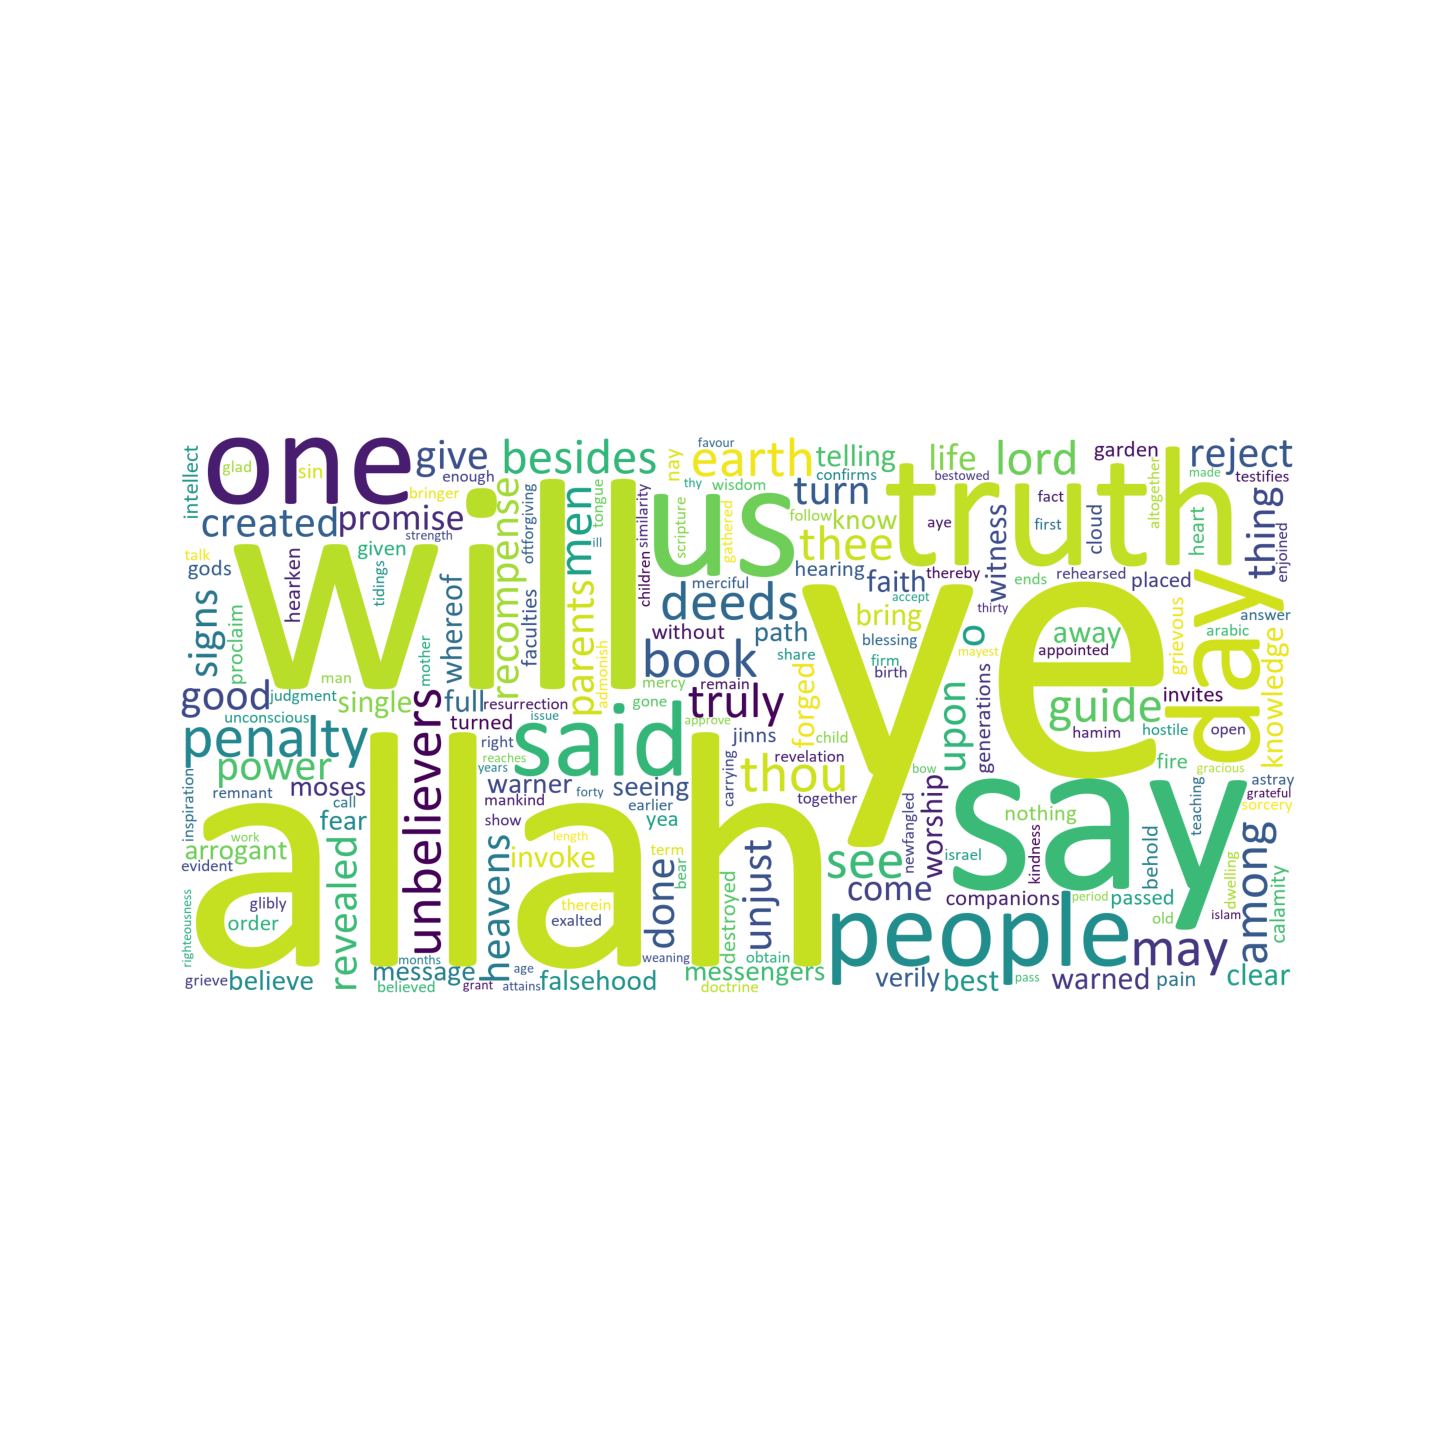 one
give
besides
earth
telling
life
lord
garden
reject
favour
nay
glad
sin
enough
bringer
confirms
bestowed
made
testifies
intellect
created
promise
strength
recompense
oftforgiving
men
tongue
ill
similarity
children
us
scripture
thy
wisdom
gathered
turn
follow
know
thee
truth
aye
fact
first
cloud
altogether
heart
thing
enjoined
witness
talk
gods
hearken
given
tidings
will
merciful
hearing
faith
thereby
accept
ends
rehearsed
placed
thirty
signs
proclaim
whereof
faculties
parents
admonish
deeds
without
path
book
share
bring
blessing
firm
birth
ye
o
mayest
away
appointed
day
grievous
answer
arabic
knowledge
mother
man
good
judgment
single
full
resurrection
mercy
remain
truly
gone
forged
generations
upon
guide
invites
hamim
hostile
open
unconscious
unbelievers
turned
issue
approve
penalty
right
said
reaches
years
jinns
child
revelation
power
moses
warner
seeing
carrying
thou
together
bow
fire
gracious
astray
grateful
sorcery
inspiration
remnant
call
fear
mankind
forty
earlier
yea
show
newfangled
worship
say
nothing
teaching
work
arrogant
evident
revealed
allah
heavens
invoke
length
term
bear
see
israel
kindness
behold
among
dwelling
calamity
righteousness
glibly
order
therein
exalted
done
destroyed
unjust
come
companions
period
passed
old
islam
people
may
months
weaning
obtain
grieve
believe
message
believed
age
grant
attains
falsehood
messengers
doctrine
verily
best
pass
warned
pain
clear